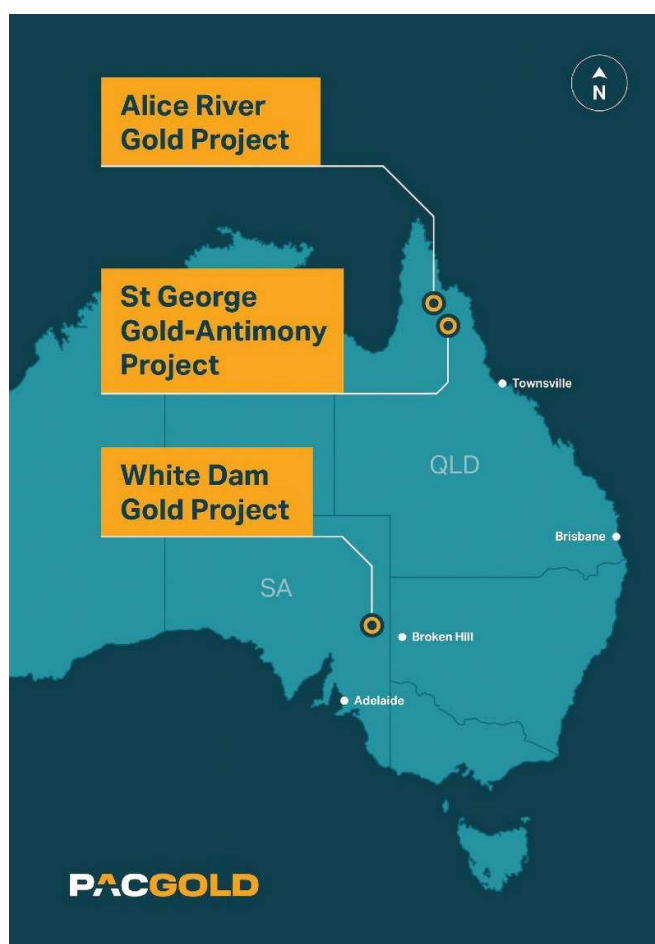 N
Alice River
Gold Project
St George
Gold-Antimony
Project
Townsville
QLD
White Dam
Gold Project
Brisbane
SA
Broken Hill
Adelaide
PACGOLD